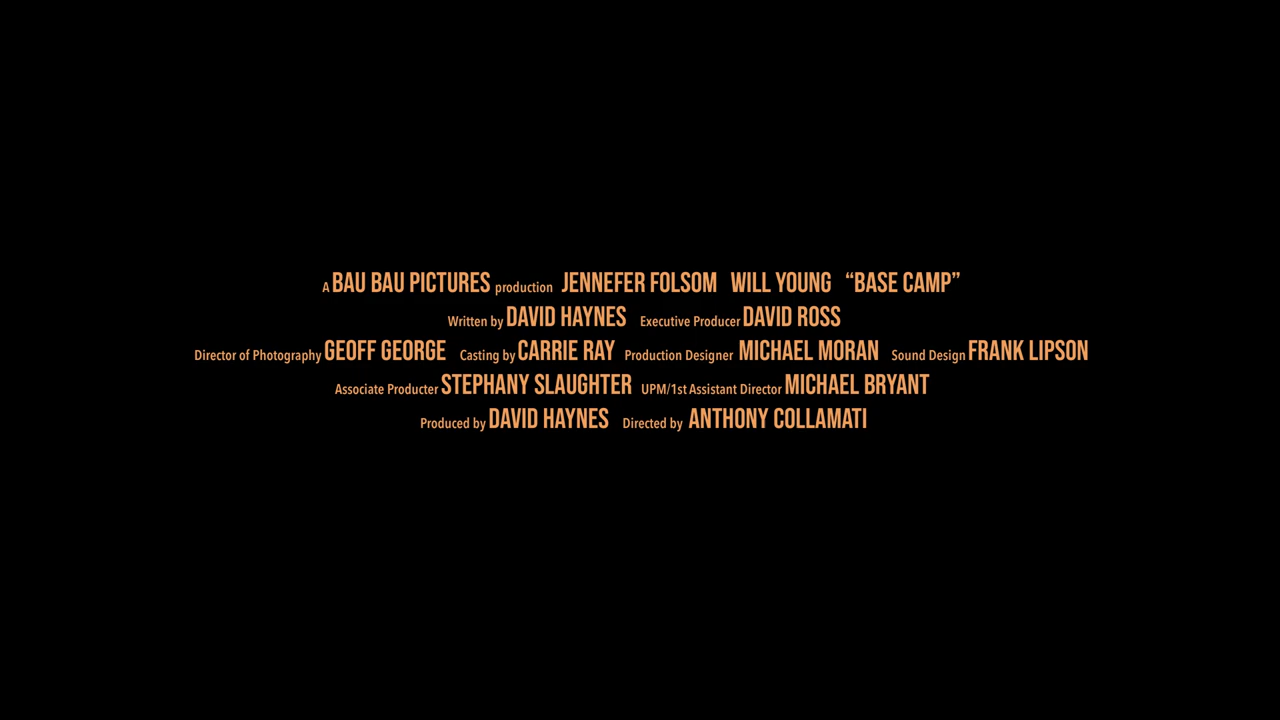 A BAU BAU PICTURES production JENNEFER FOLSOM WILL YOUNG “BASE CAMP”
Written by DAVID HAYNES Executive Producer DAVID ROSS
Director of Photography GEOFF GEORGE Casting by CARRIE RAY Production Designer MICHAEL MORAN Sound Design FRANK LIPSON
Associate Producter STEPHANY SLAUGHTER UPM/1st Assistant Director MICHAEL BRYANT
Produced by DAVID HAYNES Directed by ANTHONY COLLAMATI